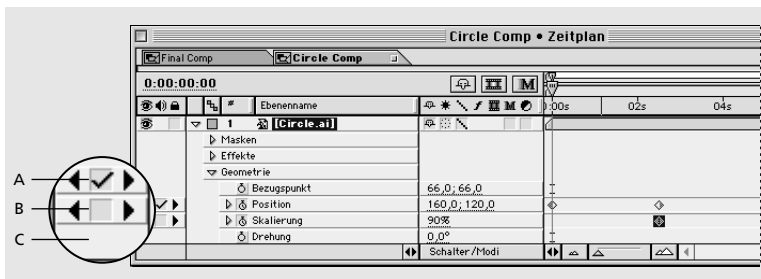 Circle Comp • Zeitplan
Final Comp
Circle Comp
0:00:00:00
M
# Ebenenname
M
:00s 02s 04s
1 [Circle.ai]
Masken
Effekte
Geometrie
Bezugspunkt 66,0; 66,0
Position 160,0; 120,0
Skalierung 90%
Drehung 0,0°
Schalter/Modi
A
B
C